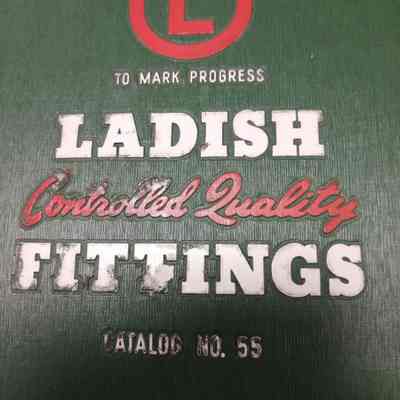 L
TO MARK PROGRESS
LADISH
Controlled Quality
FITTINGS
CATALOG NO. 55